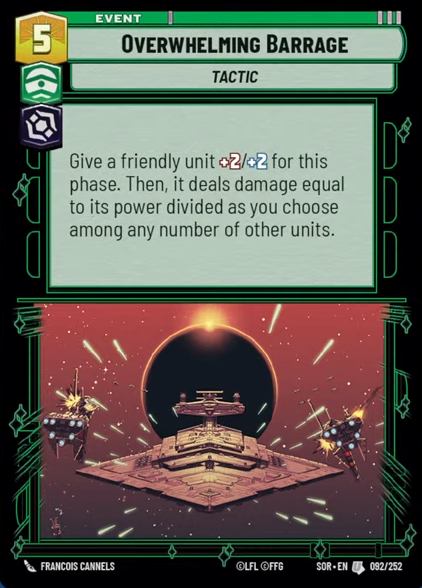 EVENT
5
OVERWHELMING BARRAGE
TACTIC
Give a friendly unit +2/+2 for this
phase. Then, it deals damage equal
to its power divided as you choose
among any number of other units.
FRANCOIS CANNELS
©LFL ©FFG
SOR • EN
092/252